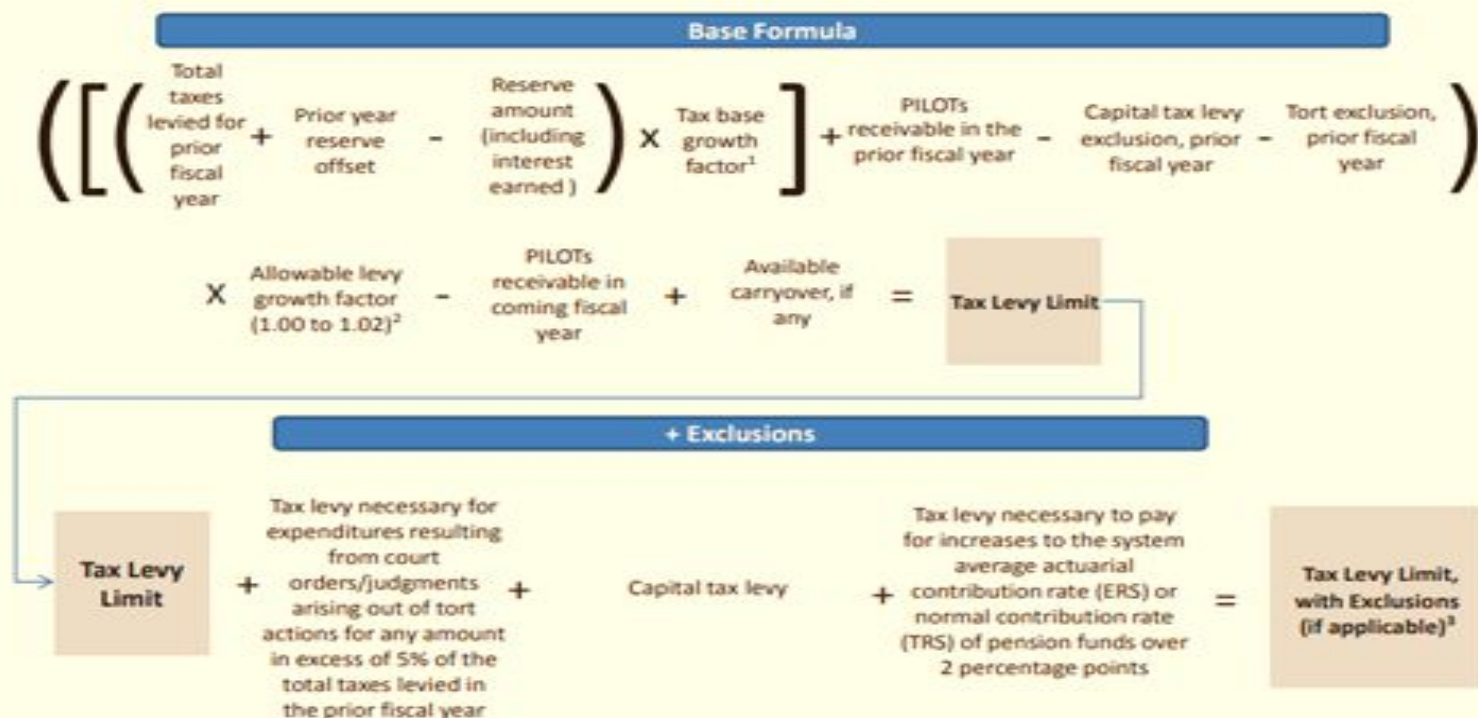 Base Formula
( [ (
Total
taxes
levied for
prior
fiscal
year
+
Prior year
reserve
offset
-
Reserve
amount
(including
interest
earned )
)
x
Tax base
growth
factor¹
]
+
PILOTs
receivable in the
prior fiscal year
-
Capital tax levy
exclusion, prior
fiscal year
-
Tort exclusion,
prior fiscal
year
)
x
Allowable levy
growth factor
(1.00 to 1.02)²
-
PILOTs
receivable in
coming fiscal
year
+
Available
carryover, if
any
=
Tax Levy Limit
+ Exclusions
Tax Levy
Limit
+
Tax levy necessary for
expenditures resulting
from court
orders/judgments
arising out of tort
actions for any amount
in excess of 5% of the
total taxes levied in
the prior fiscal year
+
Capital tax levy
+
Tax levy necessary to pay
for increases to the system
average actuarial
contribution rate (ERS) or
normal contribution rate
(TRS) of pension funds over
2 percentage points
=
Tax Levy Limit,
with Exclusions
(if applicable)³